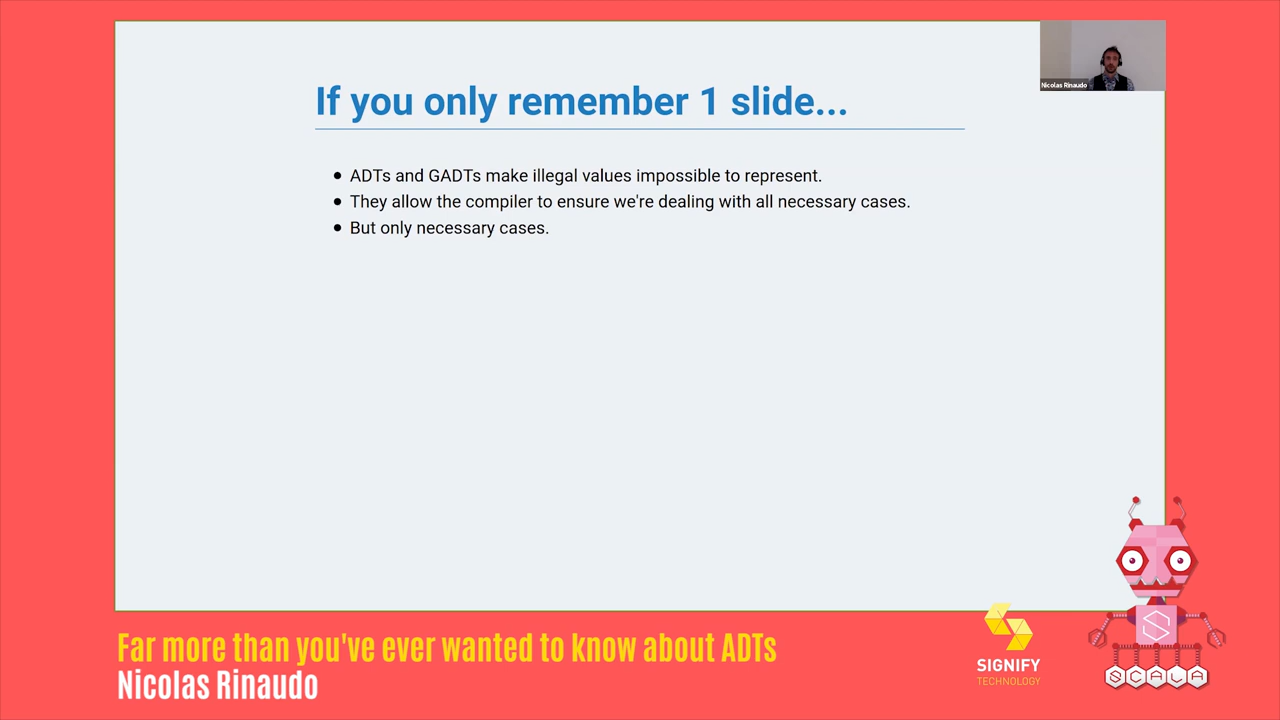 Nicolas Rinaudo
If you only remember 1 slide...
ADTs and GADTs make illegal values impossible to represent.
They allow the compiler to ensure we're dealing with all necessary cases.
But only necessary cases.
Far more than you've ever wanted to know about ADTs
Nicolas Rinaudo
SIGNIFY
TECHNOLOGY
S
SCALA